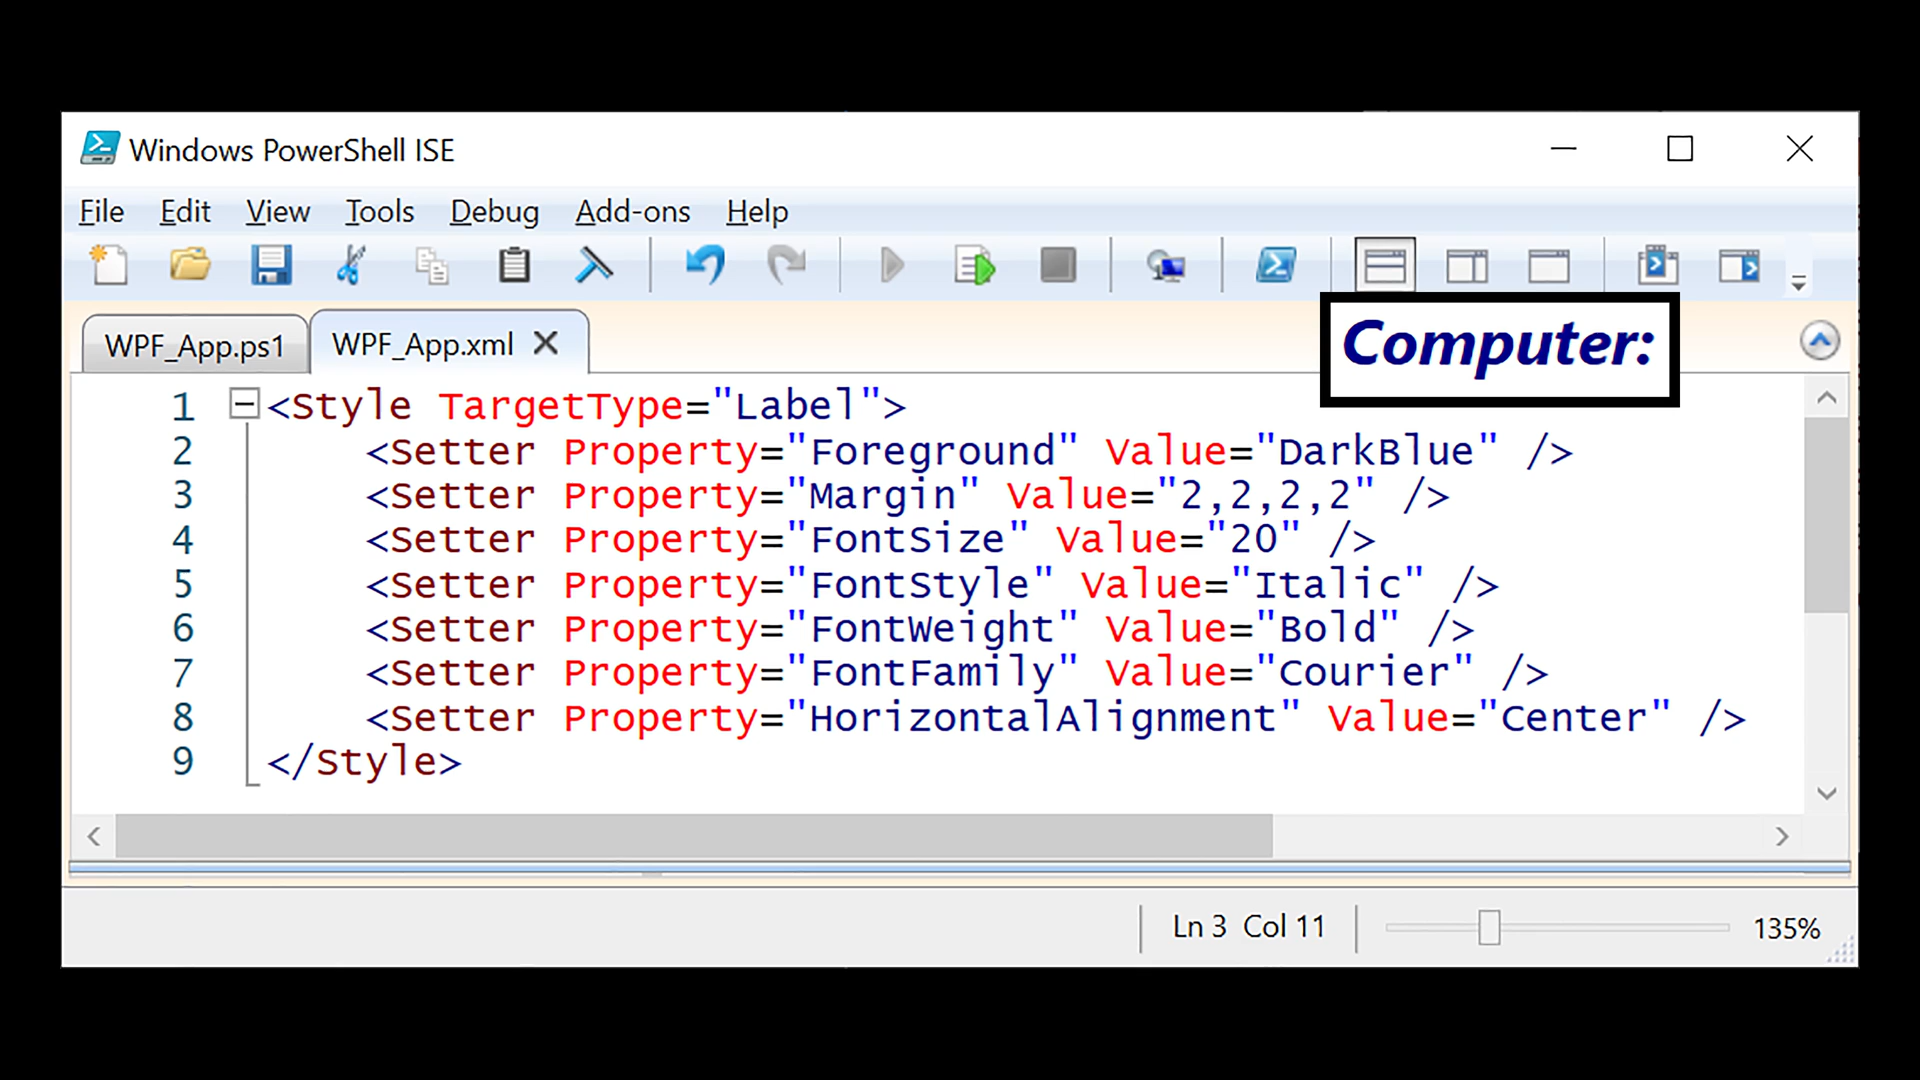 Windows PowerShell ISE
File Edit View Tools Debug Add-ons Help
WPF_App.ps1 WPF_App.xml
Computer:
1 <Style TargetType="Label">
2 <Setter Property="Foreground" Value="DarkBlue" />
3 <Setter Property="Margin" Value="2,2,2,2" />
4 <Setter Property="FontSize" Value="20" />
5 <Setter Property="FontStyle" Value="Italic" />
6 <Setter Property="FontWeight" Value="Bold" />
7 <Setter Property="FontFamily" Value="Courier" />
8 <Setter Property="HorizontalAlignment" Value="Center" />
9 </Style>
Ln 3 Col 11 135%